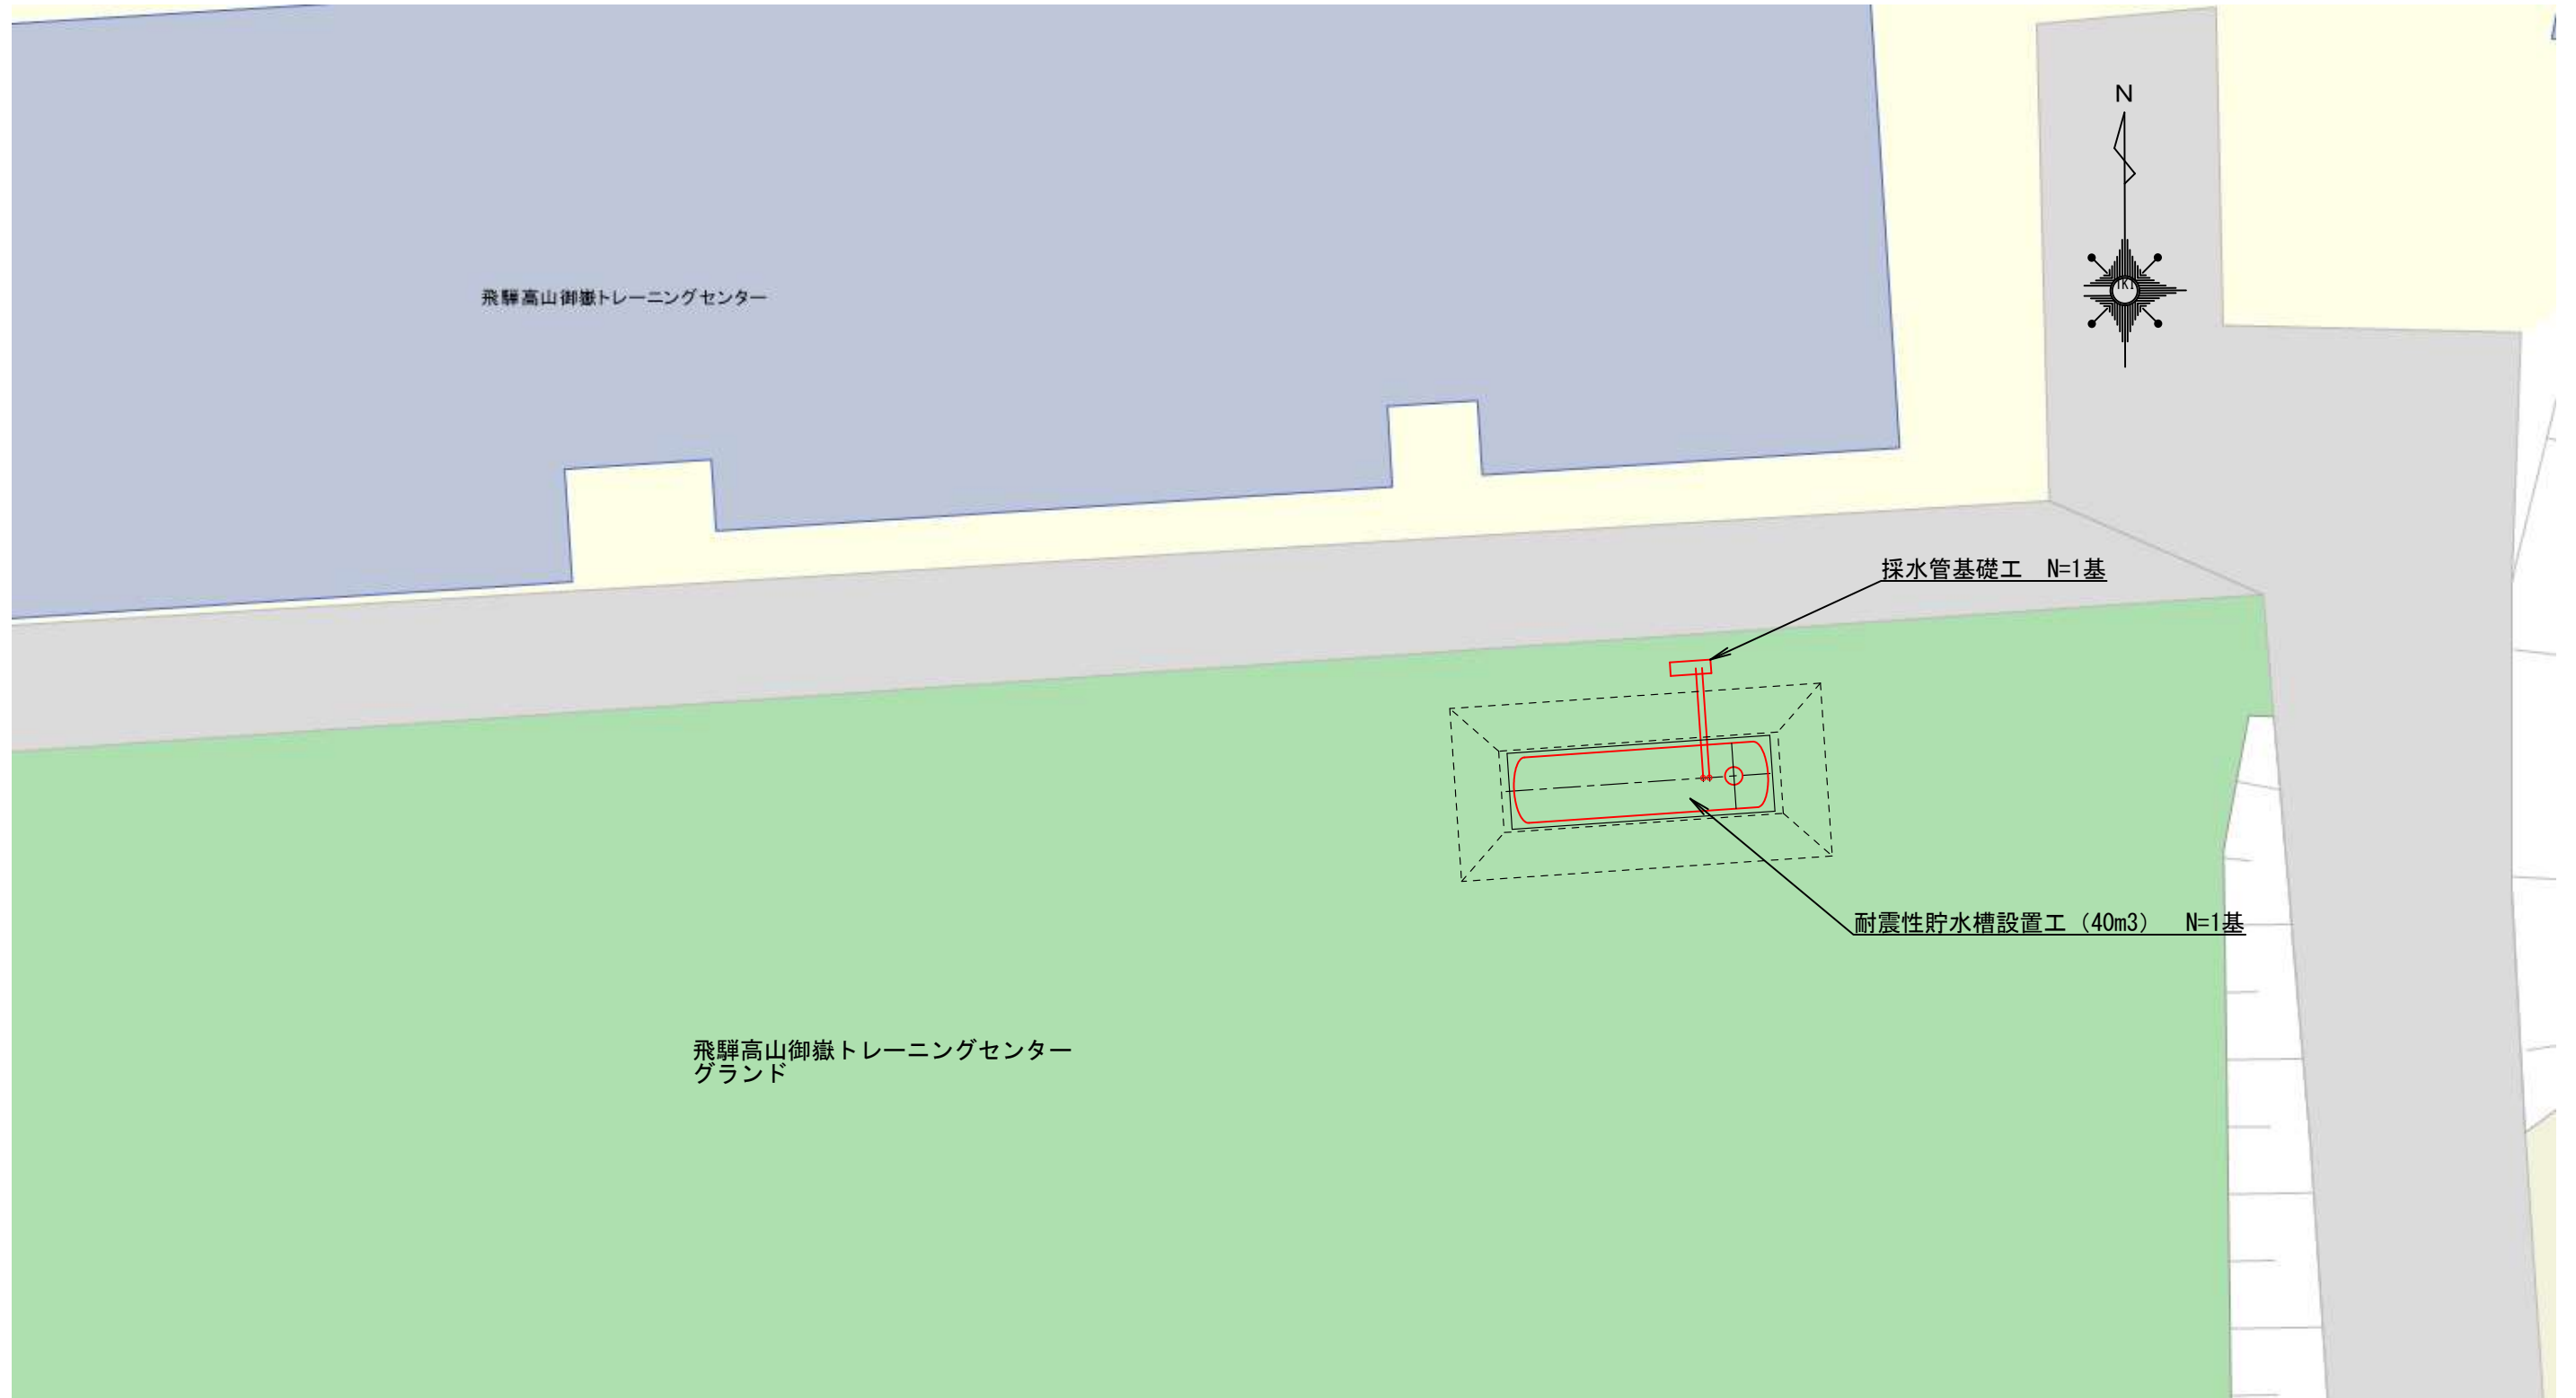 N
飛騨高山御嶽トレーニングセンター
採水管基礎工　N=1基
耐震性貯水槽設置工（40m3）　N=1基
飛騨高山御嶽トレーニングセンター
グランド